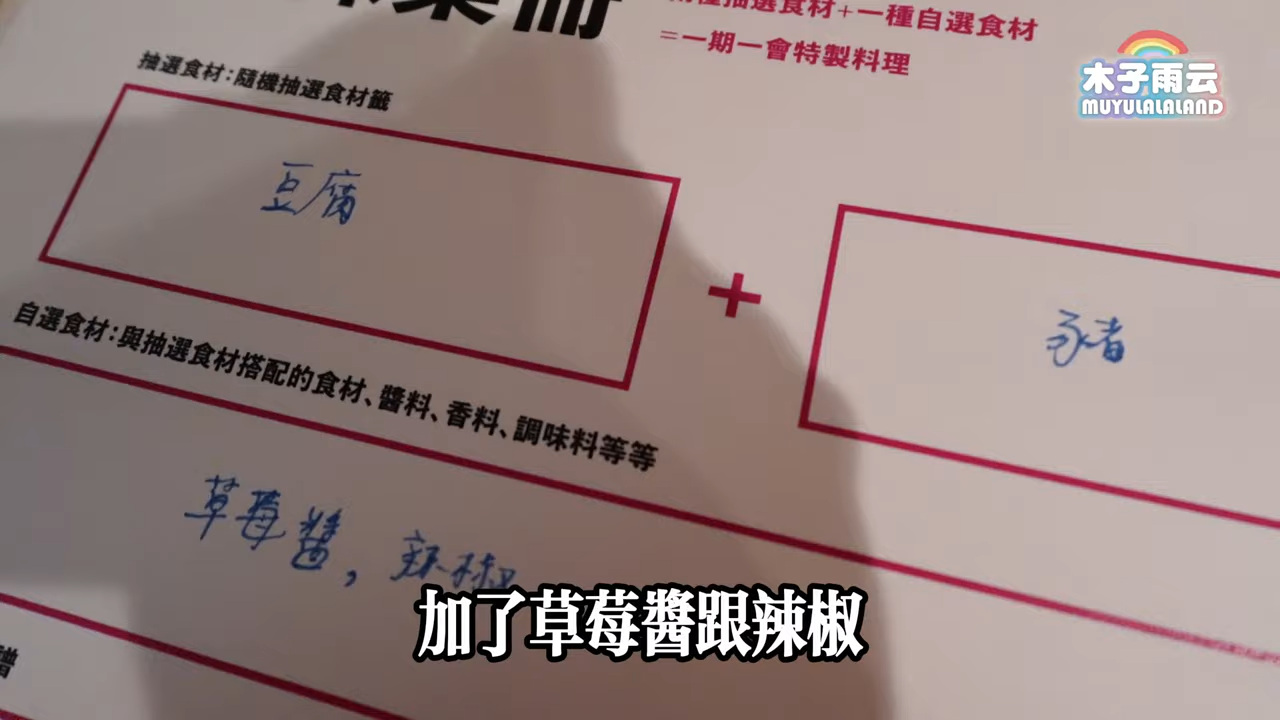 兩種抽選食材+一種自選食材
=一期一會特製料理
木子雨云
MUYULALALAND
抽選食材:隨機抽選食材籤
豆腐
+
豬
自選食材:與抽選食材搭配的食材、醬料、香料、調味料等等
草莓醬,辣椒
加了草莓醬跟辣椒
譜